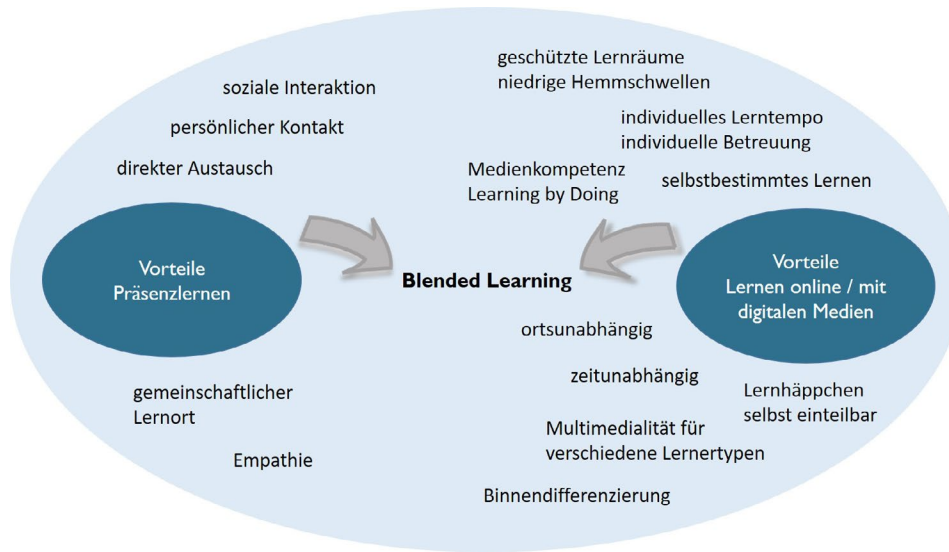 geschützte Lernräume
niedrige Hemmschwellen
soziale Interaktion
persönlicher Kontakt
individuelles Lerntempo
individuelle Betreuung
direkter Austausch
Medienkompetenz
Learning by Doing
selbstbestimmtes Lernen
Vorteile
Präsenzlernen
Blended Learning
Vorteile
Lernen online / mit
digitalen Medien
ortsunabhängig
zeitunabhängig
gemeinschaftlicher
Lernort
Lernhäppchen
selbst einteilbar
Multimedialität für
verschiedene Lernertypen
Empathie
Binnendifferenzierung